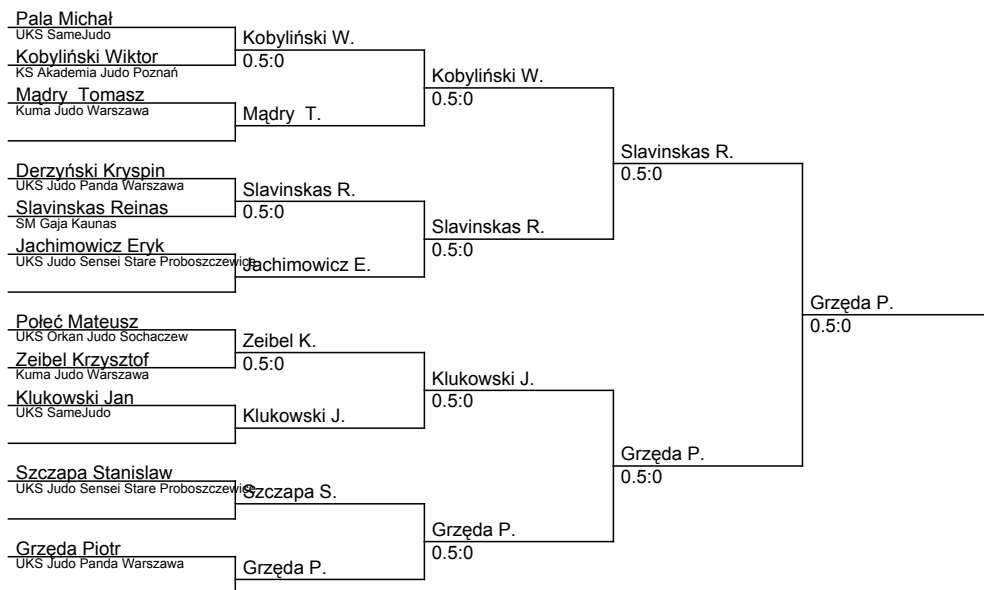 Pala Michał
UKS SameJudo
Kobyliński Wiktor
KS Akademia Judo Poznań
Mądry  Tomasz
Kuma Judo Warszawa
Derzyński Kryspin
UKS Judo Panda Warszawa
Slavinskas Reinas
SM Gaja Kaunas
Jachimowicz Eryk
UKS Judo Sensei Stare Proboszczewice
Połeć Mateusz
UKS Orkan Judo Sochaczew
Zeibel Krzysztof
Kuma Judo Warszawa
Klukowski Jan
UKS SameJudo
Szczapa Stanislaw
UKS Judo Sensei Stare Proboszczewice
Grzęda Piotr
UKS Judo Panda Warszawa
Kobyliński W.
0.5:0
Mądry  T.
Slavinskas R.
0.5:0
Jachimowicz E.
Zeibel K.
0.5:0
Klukowski J.
Szczapa S.
Grzęda P.
Kobyliński W.
0.5:0
Slavinskas R.
0.5:0
Klukowski J.
0.5:0
Grzęda P.
0.5:0
Slavinskas R.
0.5:0
Grzęda P.
0.5:0
Grzęda P.
0.5:0